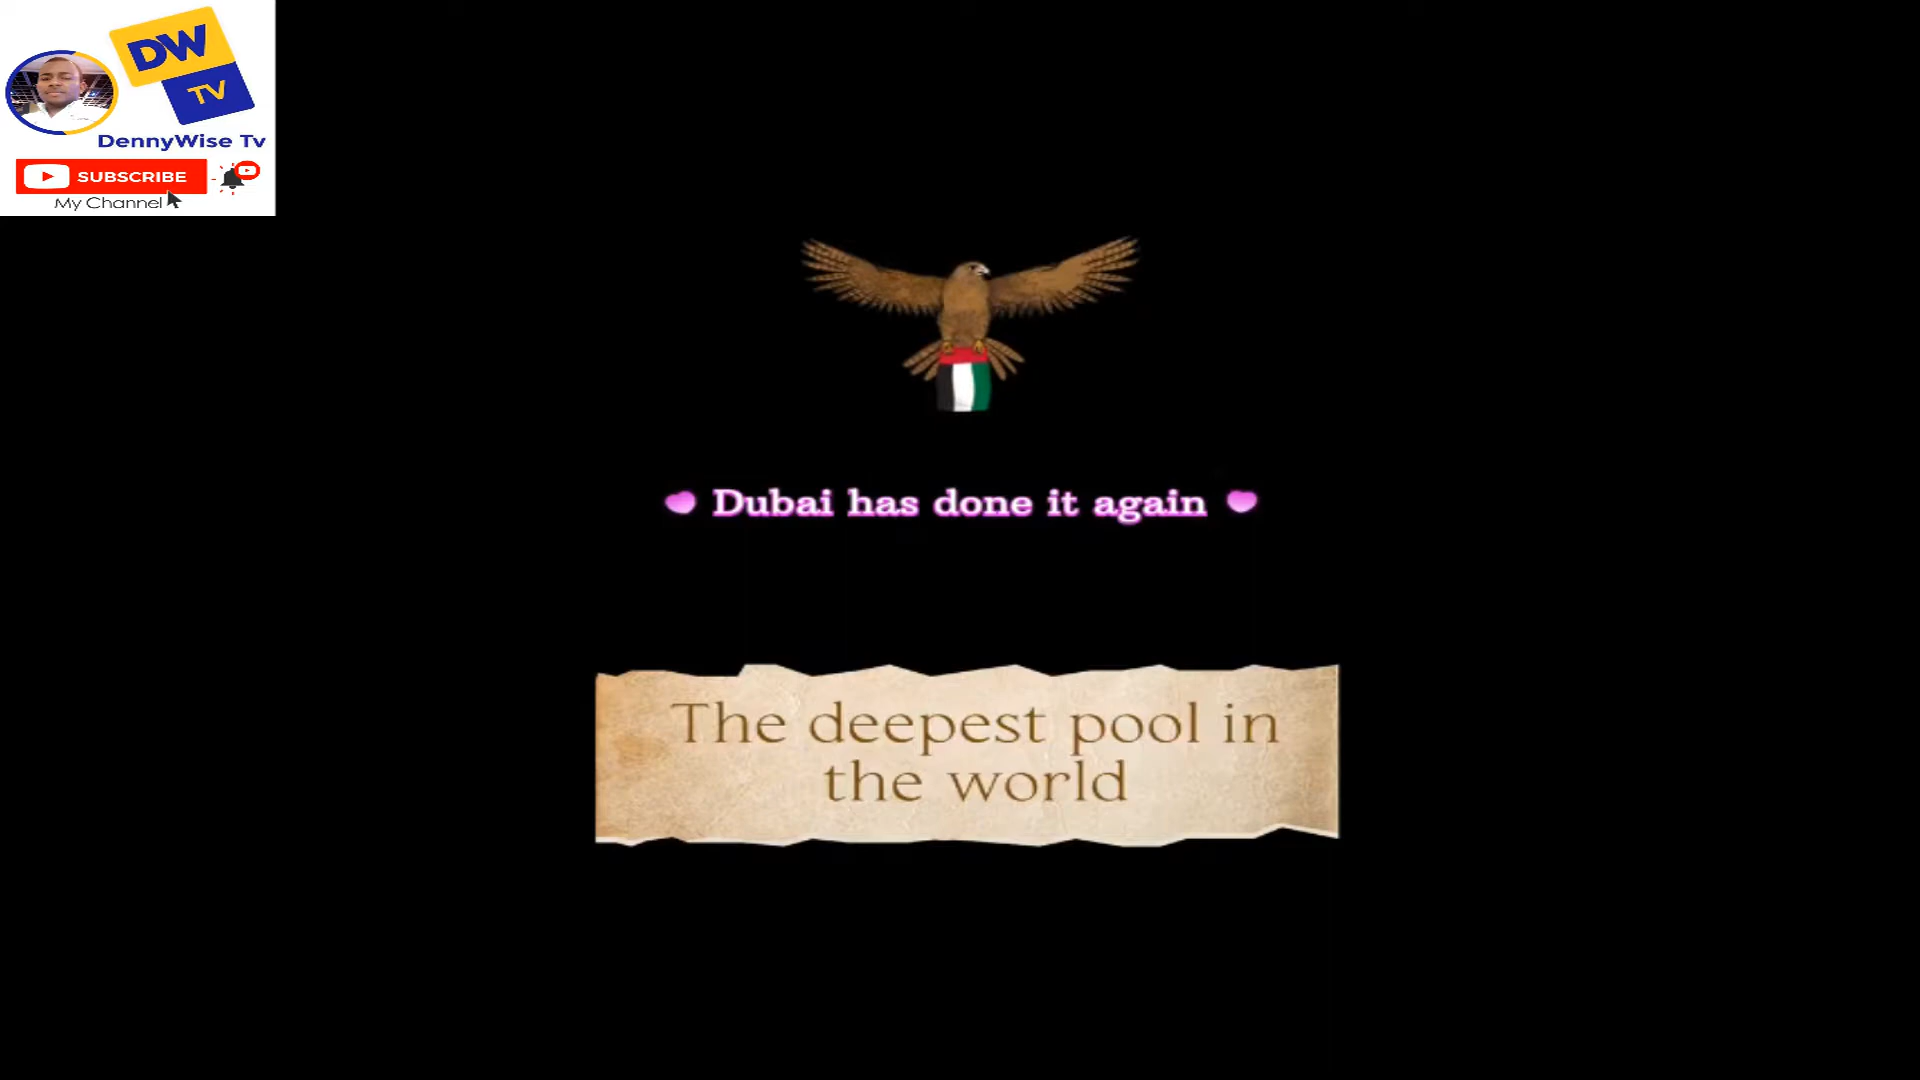 DW
TV
DennyWise Tv
SUBSCRIBE
My Channel
Dubai has done it again
The deepest pool in
the world